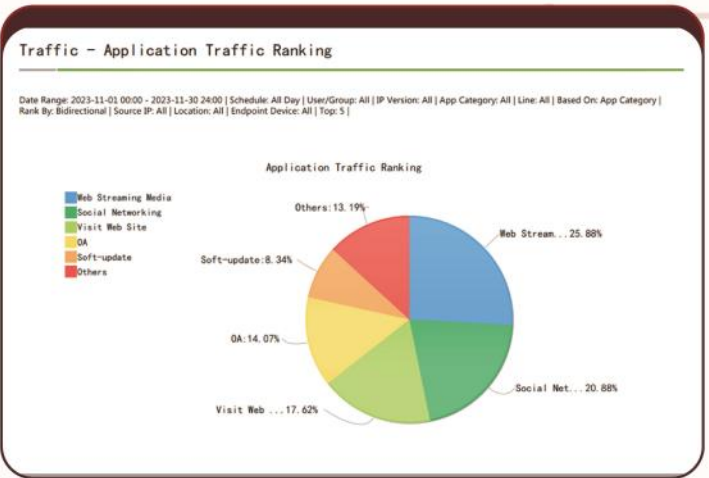 Traffic - Application Traffic Ranking
Date Range: 2023-11-01 00:00 - 2023-11-30 24:00 | Schedule: All Day | User/Group: All | IP Version: All | App Category: All | Line: All | Based On: App Category |
Rank By: Bidirectional | Source IP: All | Location: All | Endpoint Device: All | Top: 5 |
Application Traffic Ranking
Web Streaming Media
Social Networking
Visit Web Site
OA
Soft-update
Others
Others:13.19%
Web Stream...25.88%
Soft-update:8.34%
OA:14.07%
Social Net...20.88%
Visit Web ...17.62%